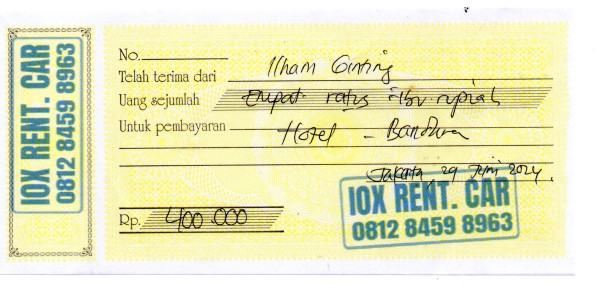 IOX RENT. CAR
0812 8459 8963
No.
Telah terima dari Ilham Ginting
Uang sejumlah Empat ratus ribu rupiah
Untuk pembayaran Hotel - Bandara
Jakarta, 29 Juni 2024
Rp. 400.000
IOX RENT. CAR
0812 8459 8963